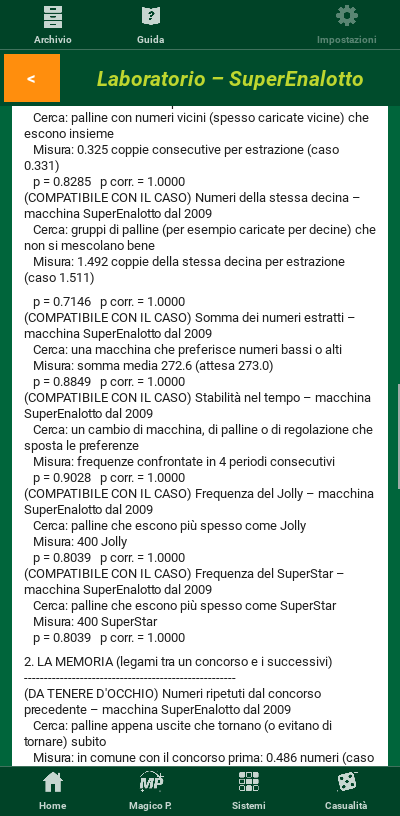 Archivio
Guida
Impostazioni
<
Laboratorio – SuperEnalotto
Cerca: palline con numeri vicini (spesso caricate vicine) che
escono insieme
Misura: 0.325 coppie consecutive per estrazione (caso
0.331)
p = 0.8285   p corr. = 1.0000
(COMPATIBILE CON IL CASO) Numeri della stessa decina –
macchina SuperEnalotto dal 2009
Cerca: gruppi di palline (per esempio caricate per decine) che
non si mescolano bene
Misura: 1.492 coppie della stessa decina per estrazione
(caso 1.511)
p = 0.7146   p corr. = 1.0000
(COMPATIBILE CON IL CASO) Somma dei numeri estratti –
macchina SuperEnalotto dal 2009
Cerca: una macchina che preferisce numeri bassi o alti
Misura: somma media 272.6 (attesa 273.0)
p = 0.8849   p corr. = 1.0000
(COMPATIBILE CON IL CASO) Stabilità nel tempo – macchina
SuperEnalotto dal 2009
Cerca: un cambio di macchina, di palline o di regolazione che
sposta le preferenze
Misura: frequenze confrontate in 4 periodi consecutivi
p = 0.9028   p corr. = 1.0000
(COMPATIBILE CON IL CASO) Frequenza del Jolly – macchina
SuperEnalotto dal 2009
Cerca: palline che escono più spesso come Jolly
Misura: 400 Jolly
p = 0.8039   p corr. = 1.0000
(COMPATIBILE CON IL CASO) Frequenza del SuperStar –
macchina SuperEnalotto dal 2009
Cerca: palline che escono più spesso come SuperStar
Misura: 400 SuperStar
p = 0.8039   p corr. = 1.0000
2. LA MEMORIA (legami tra un concorso e i successivi)
-----------------------------------------------------
(DA TENERE D'OCCHIO) Numeri ripetuti dal concorso
precedente – macchina SuperEnalotto dal 2009
Cerca: palline appena uscite che tornano (o evitano di
tornare) subito
Misura: in comune con il concorso prima: 0.486 numeri (caso
MP
Home
Magico P.
Sistemi
Casualità